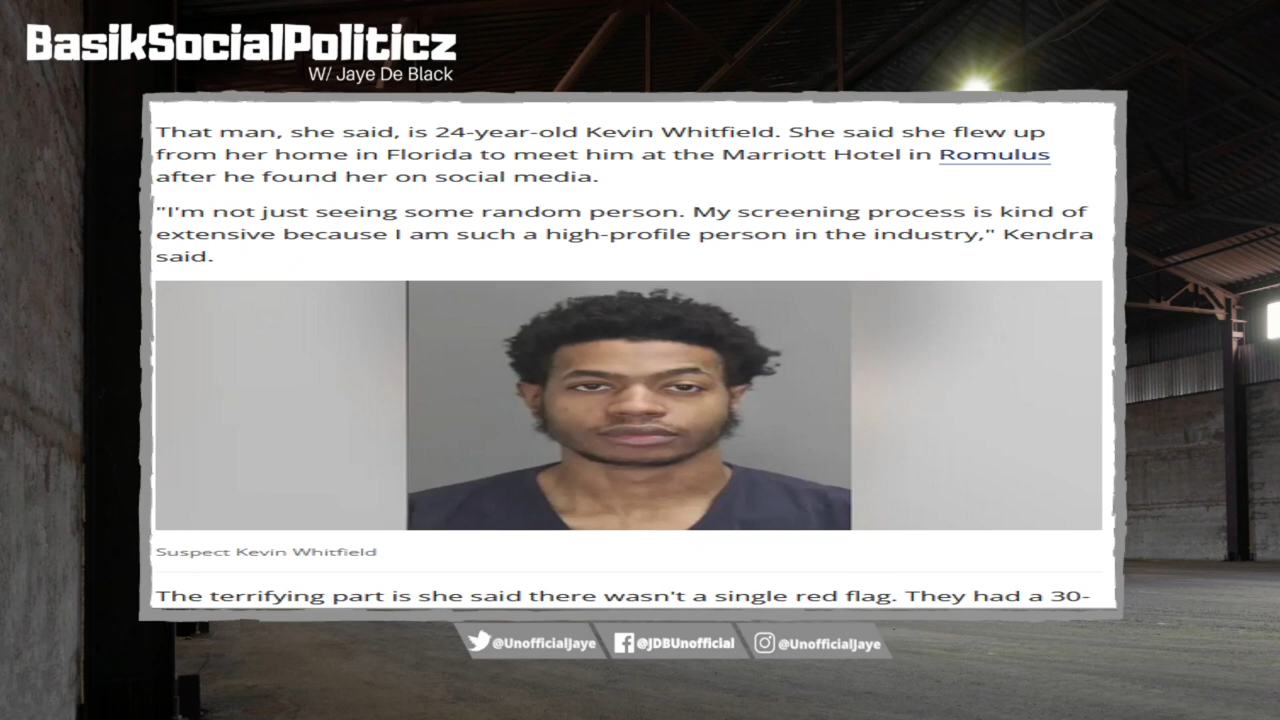 BasikSocialPoliticz
W/ Jaye De Black
That man, she said, is 24-year-old Kevin Whitfield. She said she flew up
from her home in Florida to meet him at the Marriott Hotel in Romulus
after he found her on social media.
"I'm not just seeing some random person. My screening process is kind of
extensive because I am such a high-profile person in the industry," Kendra
said.
Suspect Kevin Whitfield
The terrifying part is she said there wasn't a single red flag. They had a 30-
@UnofficialJaye @JDBUnofficial @UnofficialJaye